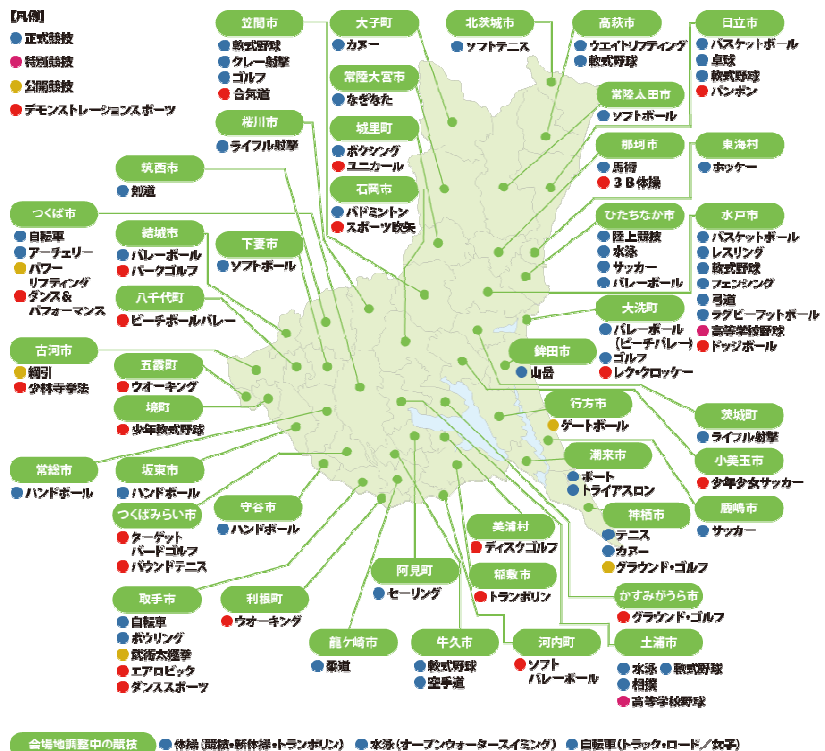 【凡例】
正式競技
特別競技
公開競技
デモンストレーションスポーツ
笠間市
軟式野球
クレー射撃
ゴルフ
合気道
大子町
カヌー
北茨城市
ソフトテニス
高萩市
ウエイトリフティング
軟式野球
日立市
バスケットボール
卓球
軟式野球
パンポン
常陸大宮市
なぎなた
常陸太田市
ソフトボール
桜川市
ライフル射撃
城里町
ボクシング
ユニカール
那珂市
馬術
3B体操
東海村
ホッケー
筑西市
剣道
石岡市
バドミントン
スポーツ吹矢
つくば市
自転車
アーチェリー
パワー
リフティング
ダンス&
パフォーマンス
結城市
バレーボール
パークゴルフ
下妻市
ソフトボール
ひたちなか市
陸上競技
水泳
サッカー
バレーボール
水戸市
バスケットボール
レスリング
軟式野球
フェンシング
弓道
ラグビーフットボール
高等学校野球
ドッジボール
八千代町
ビーチボールバレー
大洗町
バレーボール
(ビーチバレー)
ゴルフ
レク・クロッケー
古河市
綱引
少林寺拳法
五霞町
ウオーキング
鉾田市
山岳
境町
少年軟式野球
行方市
ゲートボール
茨城町
ライフル射撃
常総市
ハンドボール
坂東市
ハンドボール
潮来市
ボート
トライアスロン
小美玉市
少年少女サッカー
つくばみらい市
ターゲット
バードゴルフ
バウンドテニス
守谷市
ハンドボール
美浦村
ディスクゴルフ
神栖市
テニス
カヌー
グラウンド・ゴルフ
鹿嶋市
サッカー
取手市
自転車
ボウリング
武術太極拳
エアロビック
ダンススポーツ
利根町
ウオーキング
阿見町
セーリング
稲敷市
トランポリン
かすみがうら市
グラウンド・ゴルフ
龍ケ崎市
柔道
牛久市
軟式野球
空手道
河内町
ソフト
バレーボール
土浦市
水泳 軟式野球
相撲
高等学校野球
会場地調整中の競技 体操(競技・新体操・トランポリン) 水泳(オープンウォータースイミング) 自転車(トラック・ロード/女子)